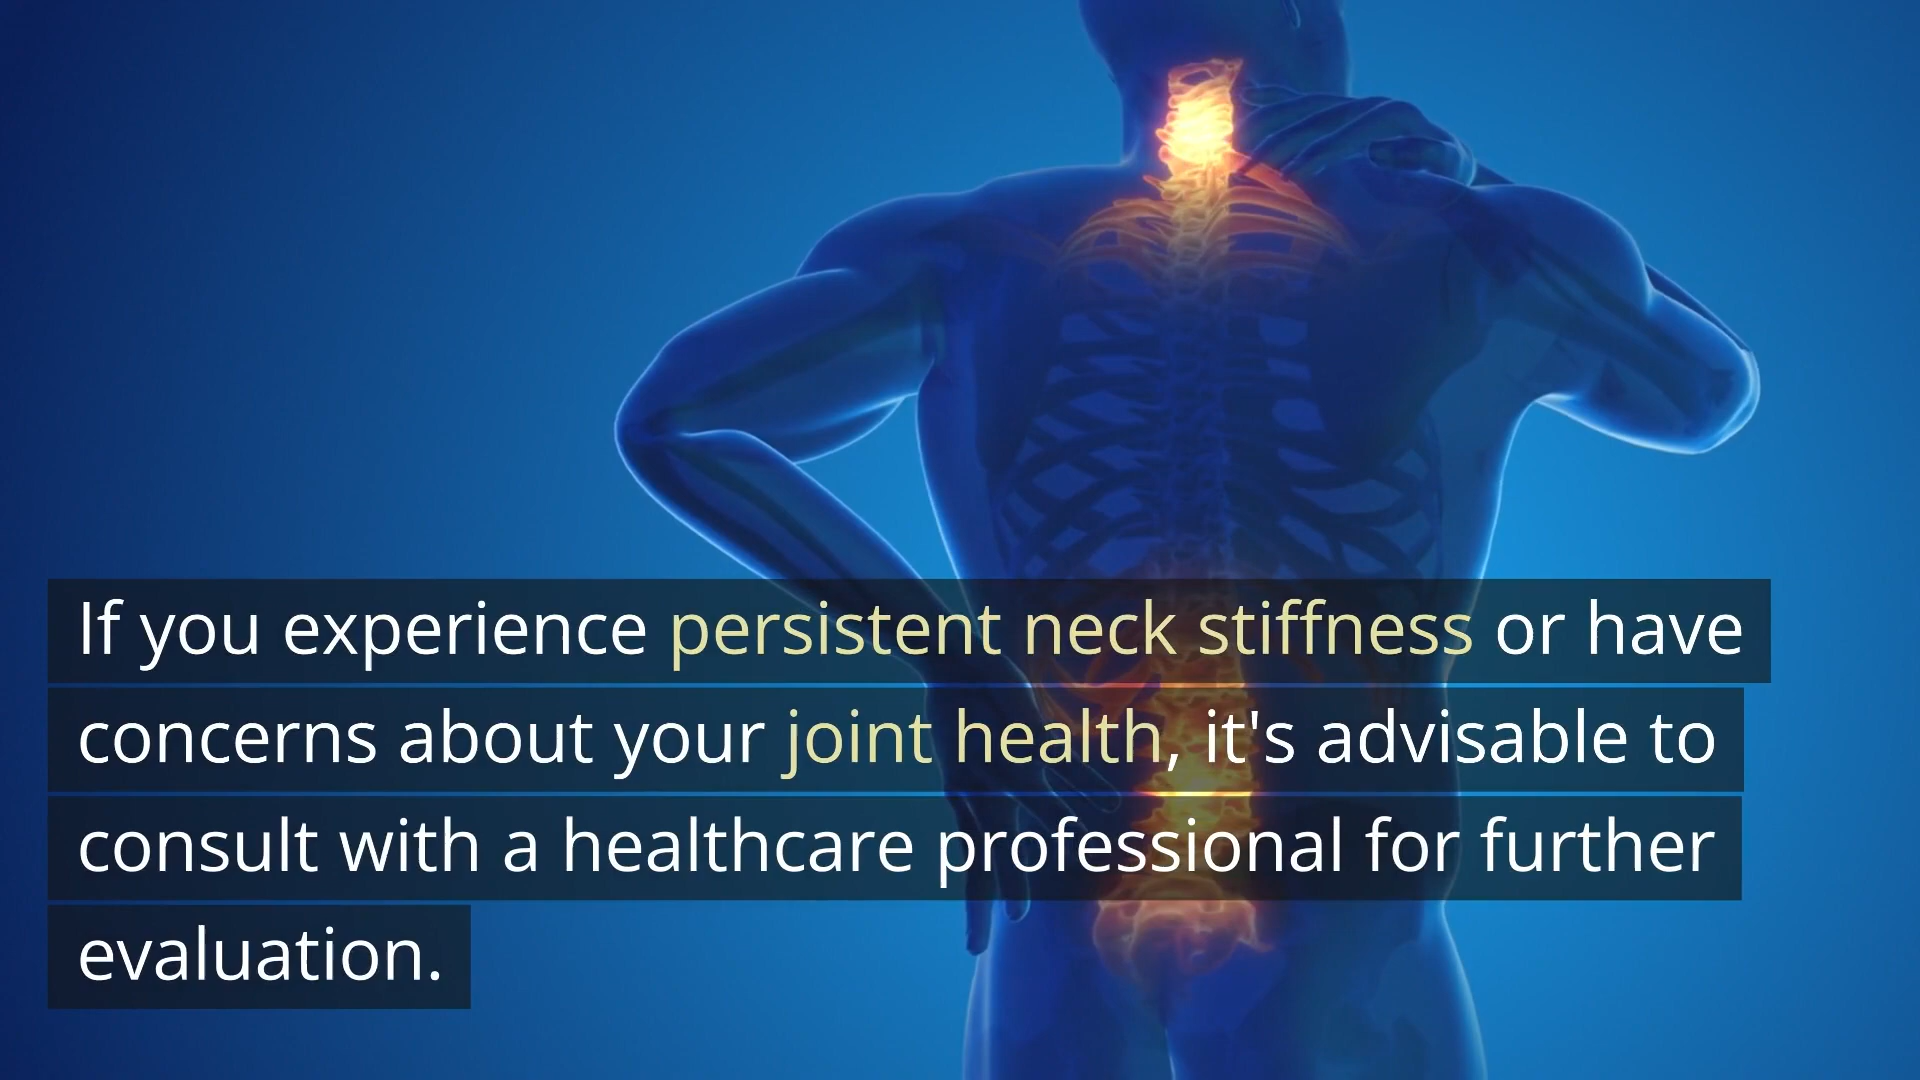 If you experience persistent neck stiffness or have
concerns about your joint health, it's advisable to
consult with a healthcare professional for further
evaluation.